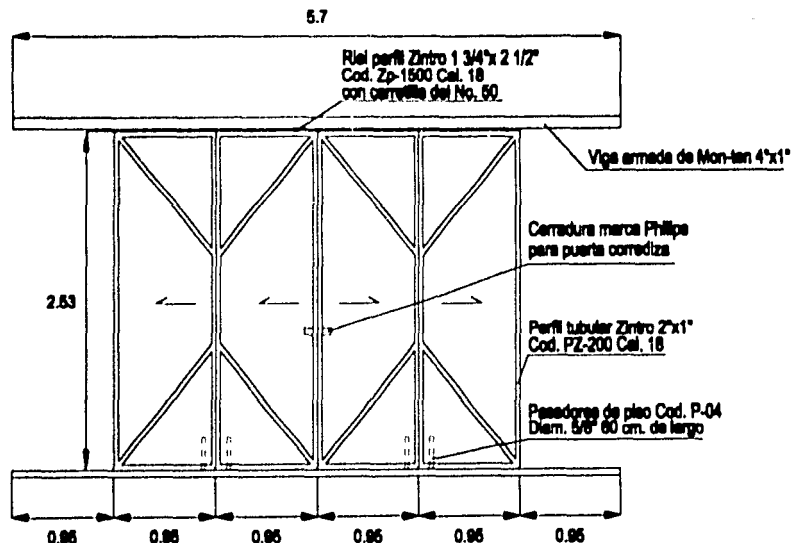 5.7
Riel perfil Zintro 1 3/4"x 2 1/2"
Cod. Zp-1500 Cal. 18
con carretilla del No. 50
Viga armada de Mon-ten 4"x1"
Cerradura marca Philips
para puerta corrediza
2.53
Perfil tubular Zintro 2"x1"
Cod. PZ-200 Cal. 18
Pasadores de piso Cod. P-04
Diam. 5/8" 60 cm. de largo
0.95 0.95 0.95 0.95 0.95 0.95